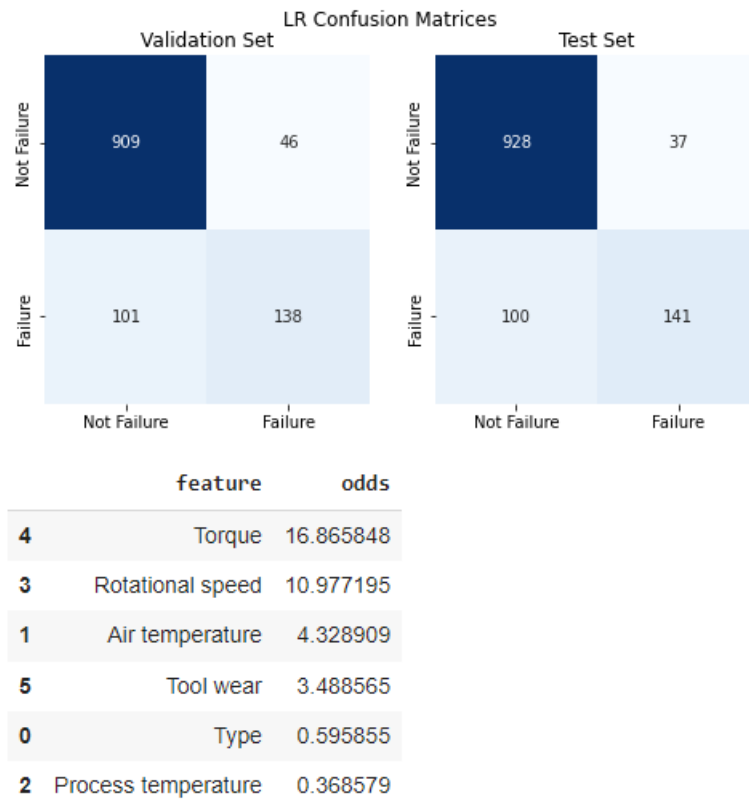 LR Confusion Matrices
Validation Set Test Set
Not Failure 909 46 Not Failure 928 37
Failure 101 138 Failure 100 141
Not Failure Failure Not Failure Failure
feature odds
4 Torque 16.865848
3 Rotational speed 10.977195
1 Air temperature 4.328909
5 Tool wear 3.488565
0 Type 0.595855
2 Process temperature 0.368579